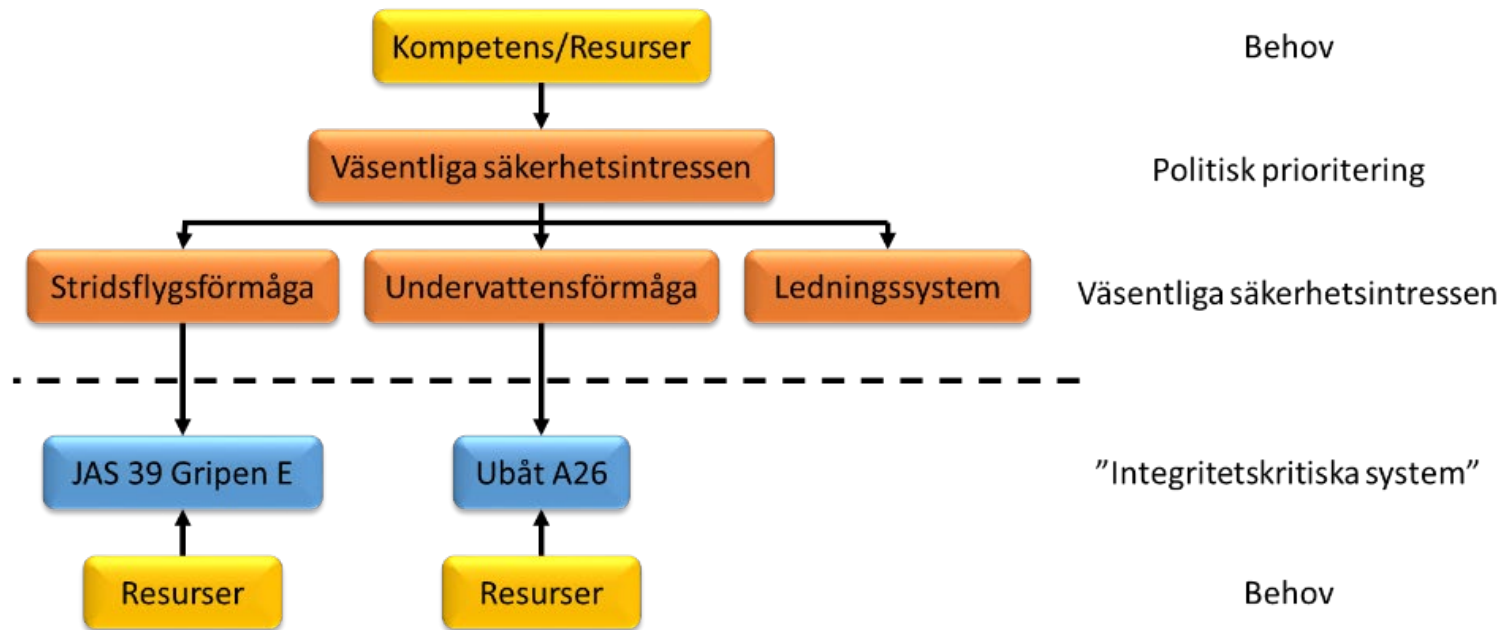 Kompetens/Resurser
Behov
Väsentliga säkerhetsintressen
Politisk prioritering
Stridsflygsförmåga
Undervattensförmåga
Ledningssystem
Väsentliga säkerhetsintressen
JAS 39 Gripen E
Ubåt A26
”Integritetskritiska system”
Resurser
Resurser
Behov